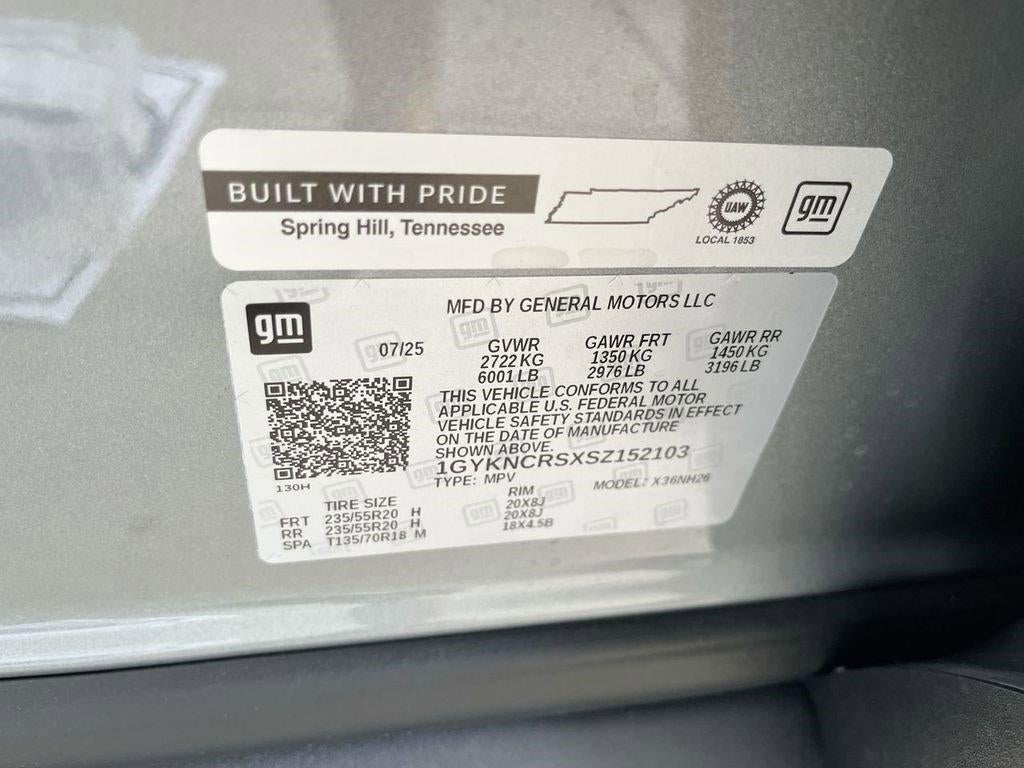 BUILT WITH PRIDE
Spring Hill, Tennessee
UAW
LOCAL 1853
gm
gm
MFD BY GENERAL MOTORS LLC
07/25
GVWR GAWR FRT GAWR RR
2722 KG 1350 KG 1450 KG
6001 LB 2976 LB 3196 LB
THIS VEHICLE CONFORMS TO ALL
APPLICABLE U.S. FEDERAL MOTOR
VEHICLE SAFETY STANDARDS IN EFFECT
ON THE DATE OF MANUFACTURE
SHOWN ABOVE.
1GYKNCRSXSZ152103
TYPE: MPV MODEL: X36NH26
130H
TIRE SIZE RIM
FRT 235/55R20 H 20X8J
RR 235/55R20 H 20X8J
SPA T135/70R18 M 18X4.5B